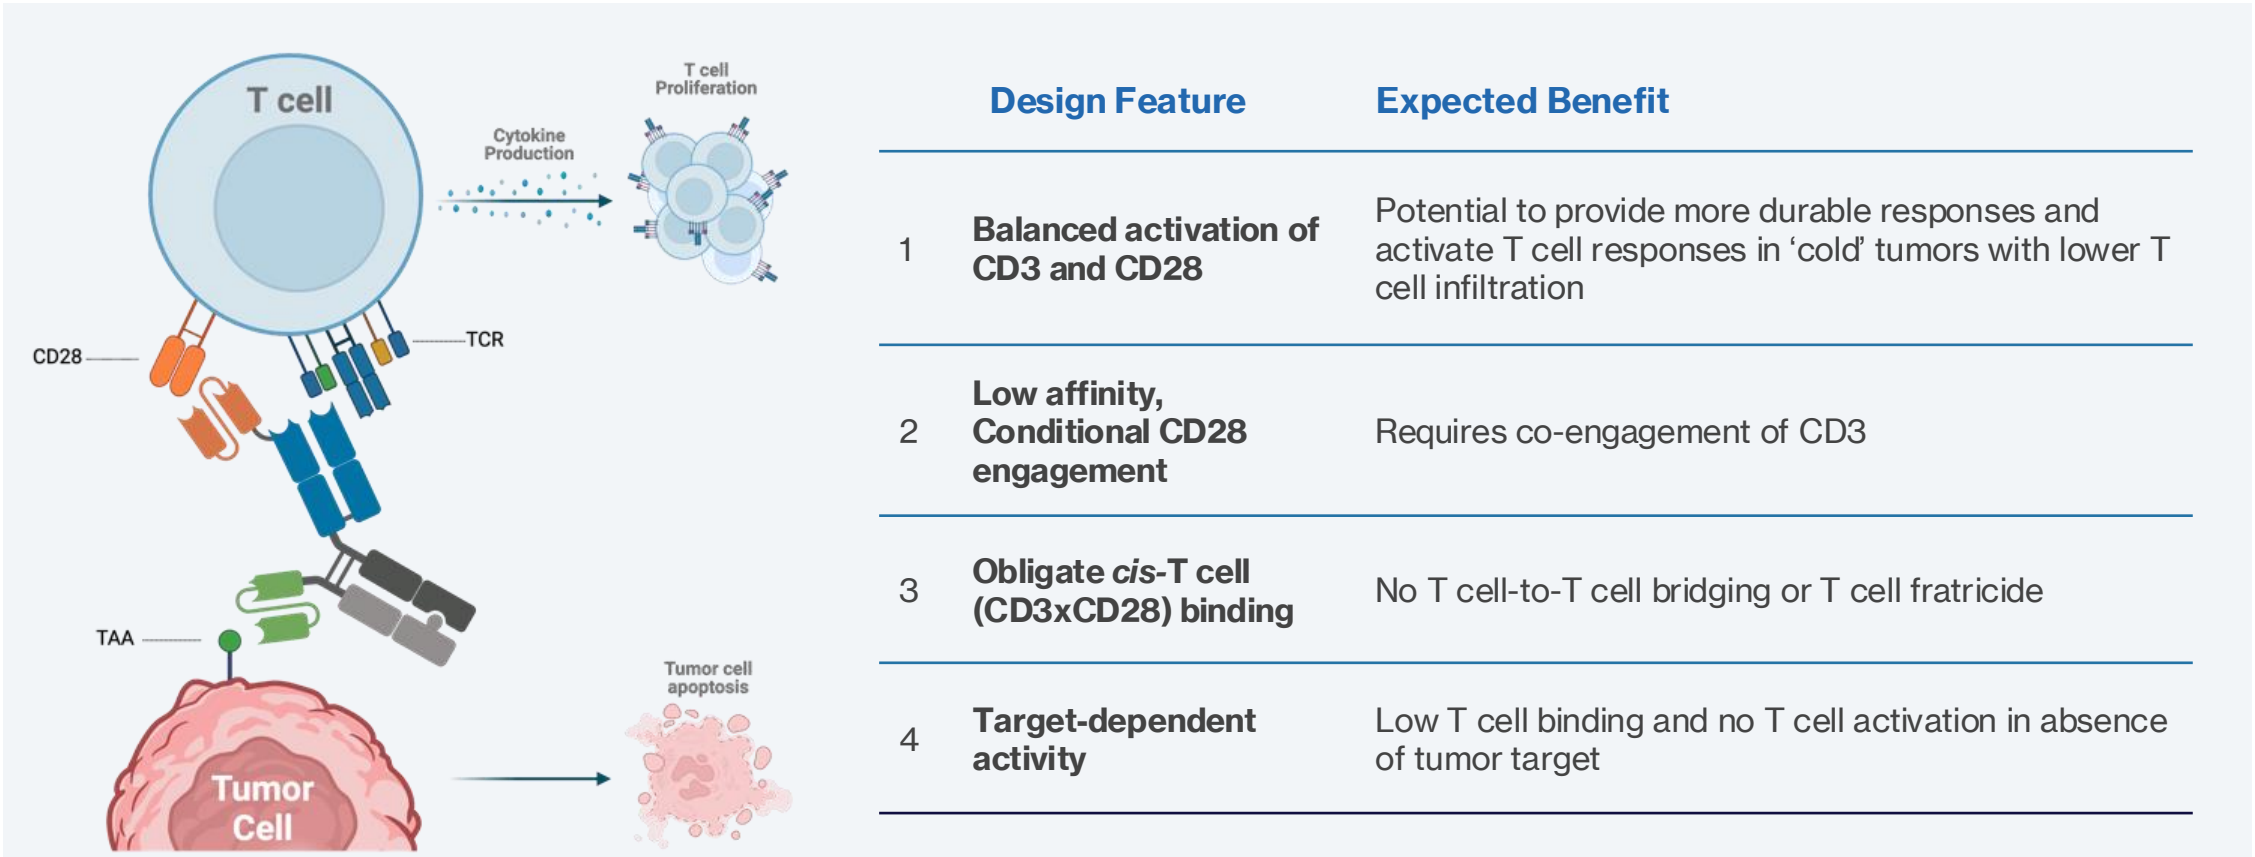 T cell
T cell
Proliferation
Cytokine
Production
CD28
TCR
TAA
Tumor cell
apoptosis
Tumor
Cell
Design Feature
Expected Benefit
1
Balanced activation of
CD3 and CD28
Potential to provide more durable responses and
activate T cell responses in ‘cold’ tumors with lower T
cell infiltration
2
Low affinity,
Conditional CD28
engagement
Requires co-engagement of CD3
3
Obligate cis-T cell
(CD3xCD28) binding
No T cell-to-T cell bridging or T cell fratricide
4
Target-dependent
activity
Low T cell binding and no T cell activation in absence
of tumor target